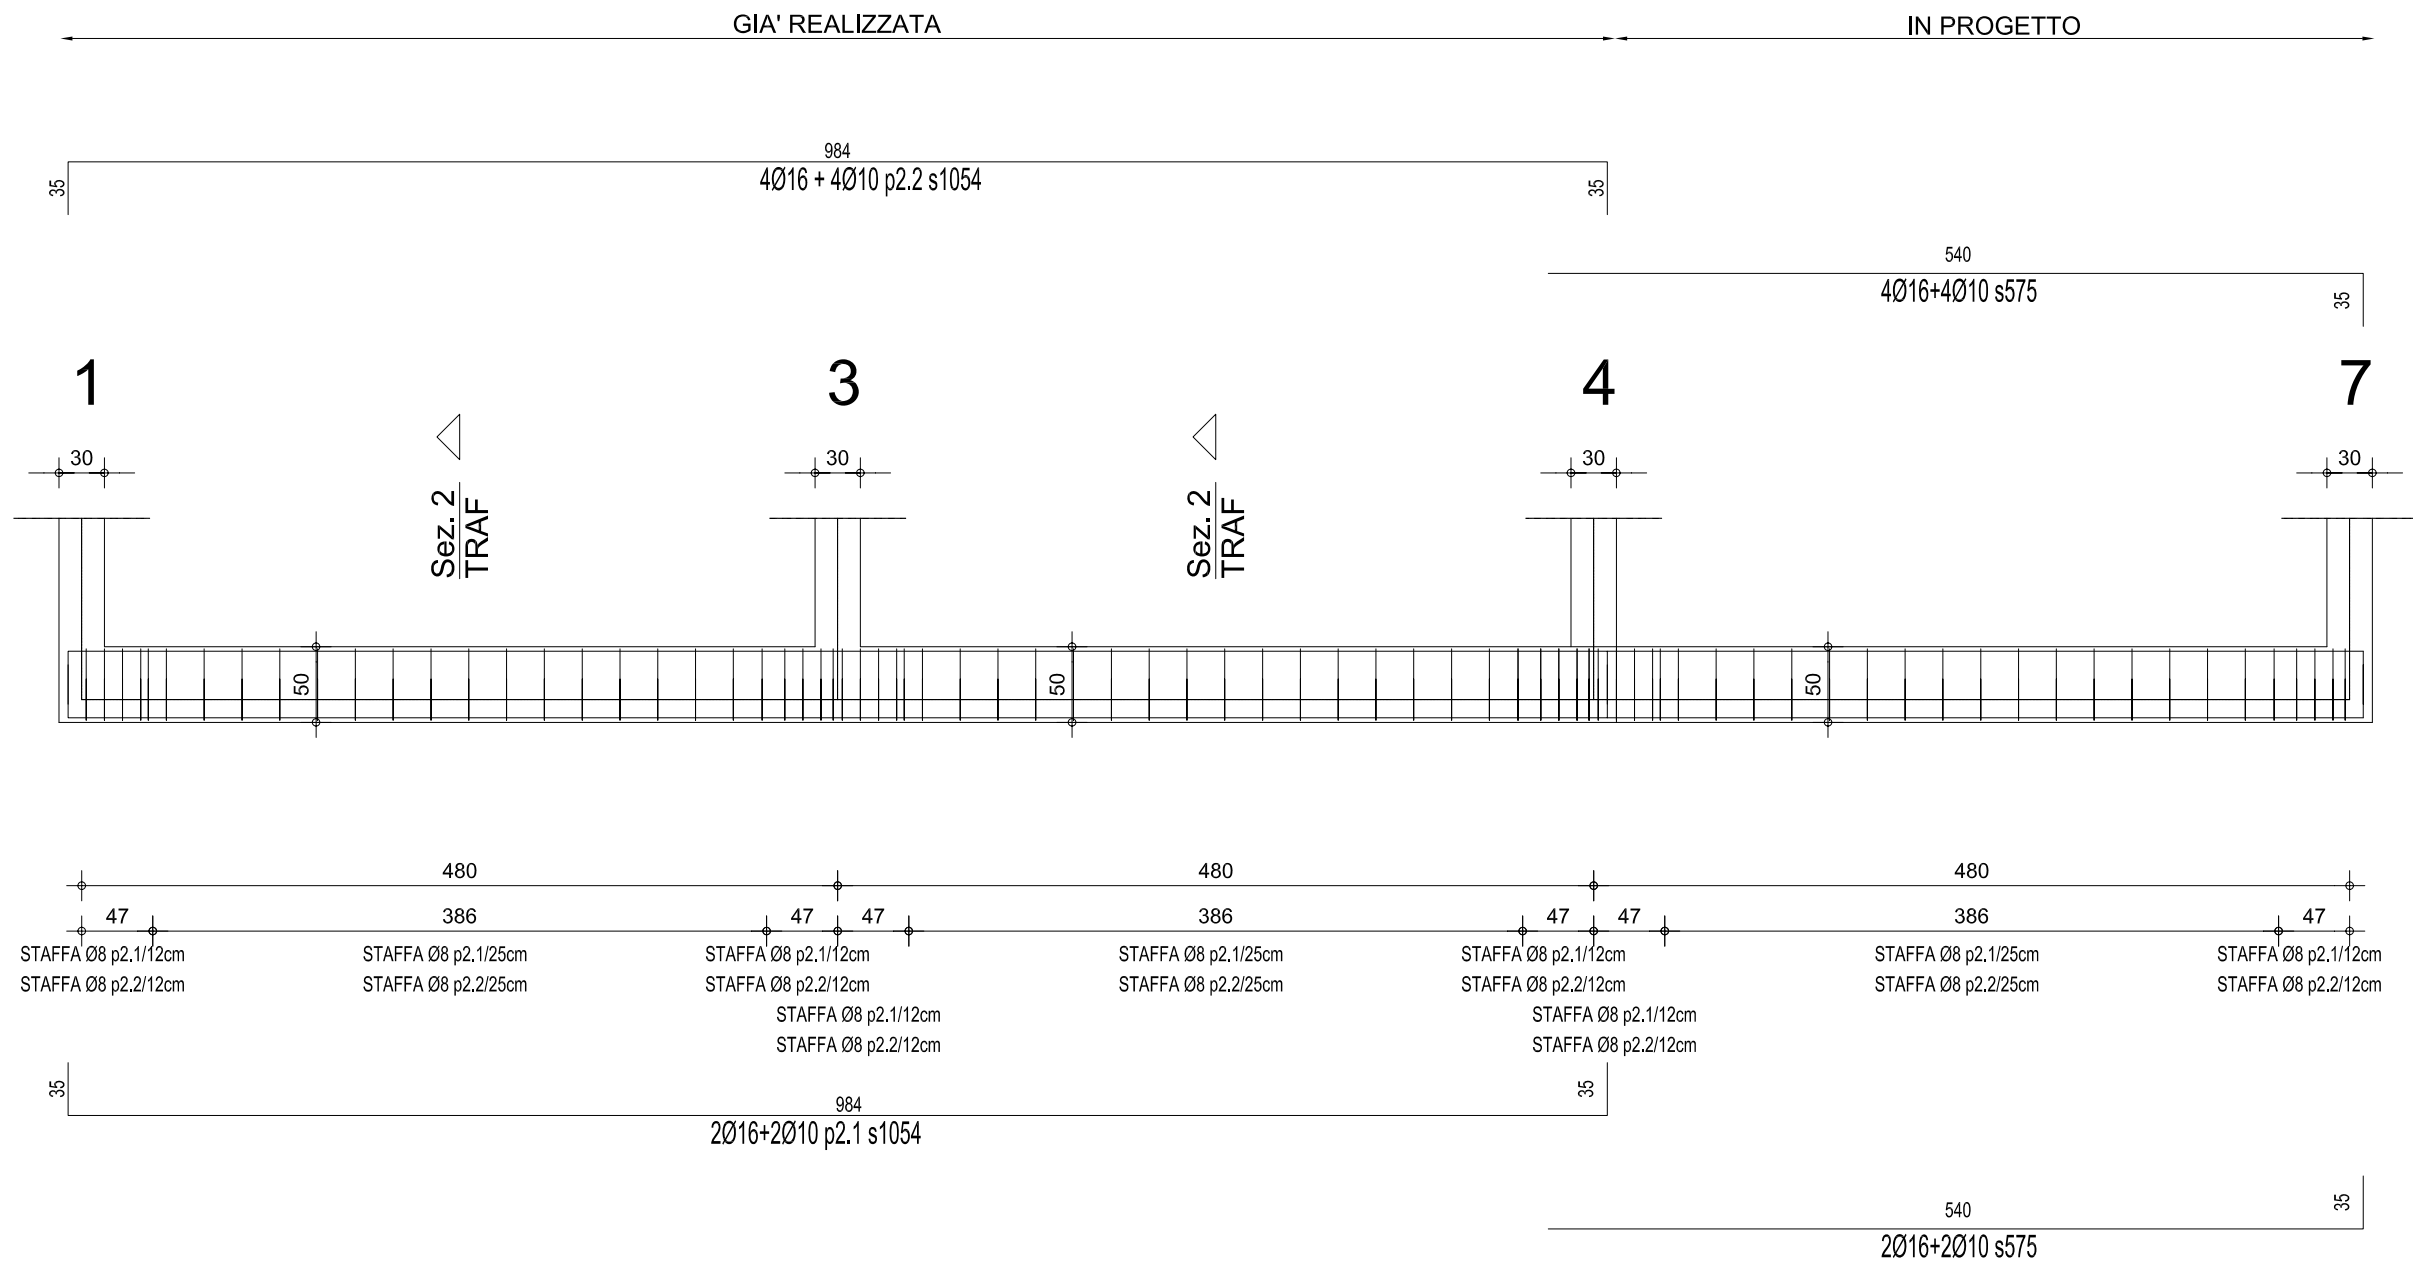 GIA' REALIZZATA
IN PROGETTO
984
35
35
4Ø16 + 4Ø10 p2.2 s1054
540
35
4Ø16+4Ø10 s575
1
3
4
7
30
30
30
30
Sez. 2
TRAF
Sez. 2
TRAF
50
50
50
480
480
480
47
386
47
47
386
47
47
386
47
STAFFA Ø8 p2.1/12cm
STAFFA Ø8 p2.2/12cm
STAFFA Ø8 p2.1/25cm
STAFFA Ø8 p2.2/25cm
STAFFA Ø8 p2.1/12cm
STAFFA Ø8 p2.2/12cm
STAFFA Ø8 p2.1/12cm
STAFFA Ø8 p2.2/12cm
STAFFA Ø8 p2.1/25cm
STAFFA Ø8 p2.2/25cm
STAFFA Ø8 p2.1/12cm
STAFFA Ø8 p2.2/12cm
STAFFA Ø8 p2.1/12cm
STAFFA Ø8 p2.2/12cm
STAFFA Ø8 p2.1/25cm
STAFFA Ø8 p2.2/25cm
STAFFA Ø8 p2.1/12cm
STAFFA Ø8 p2.2/12cm
35
35
984
2Ø16+2Ø10 p2.1 s1054
35
540
2Ø16+2Ø10 s575